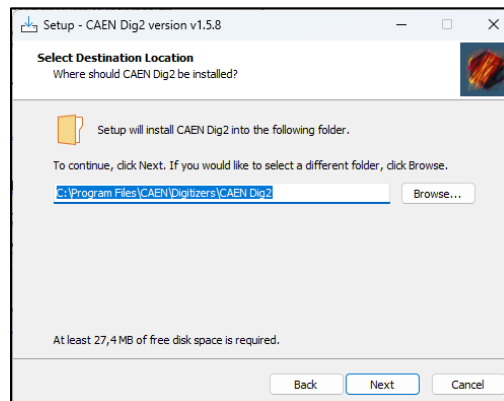 Setup - CAEN Dig2 version v1.5.8
Select Destination Location
Where should CAEN Dig2 be installed?
Setup will install CAEN Dig2 into the following folder.
To continue, click Next. If you would like to select a different folder, click Browse.
C:\Program Files\CAEN\Digitizers\CAEN Dig2
Browse...
At least 27,4 MB of free disk space is required.
Back
Next
Cancel